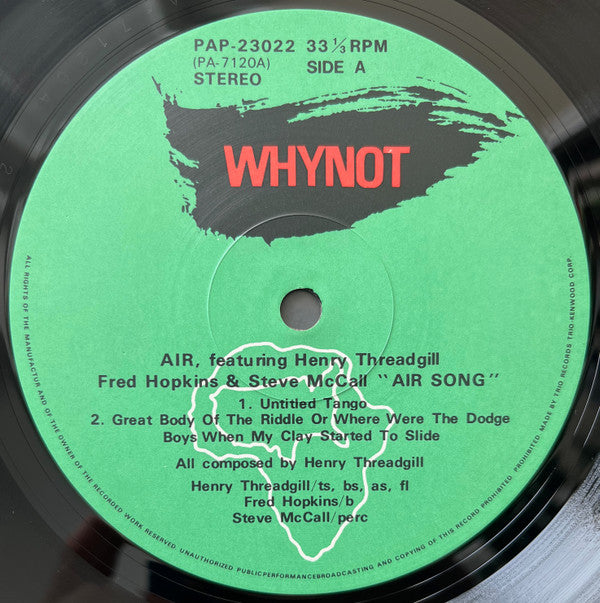 PAP-23022 33 ⅓ RPM
(PA-7120A)
STEREO SIDE A
WHYNOT
AIR, featuring Henry Threadgill
Fred Hopkins & Steve McCall "AIR SONG"
1. Untitled Tango
2. Great Body Of The Riddle Or Where Were The Dodge
Boys When My Clay Started To Slide
All composed by Henry Threadgill
Henry Threadgill/ts, bs, as, fl
Fred Hopkins/b
Steve McCall/perc
ALL RIGHTS OF THE MANUFACTUR AND OF THE OWNER OF THE RECORDED WORK RESERVED UNAUTHORIZED PUBLICPERFORMANCEBROADCASTING AND COPYING OF THIS RECORD PROHIBITED. MADE BY TRIO RECORDS TRIO-KENWOOD CORP.